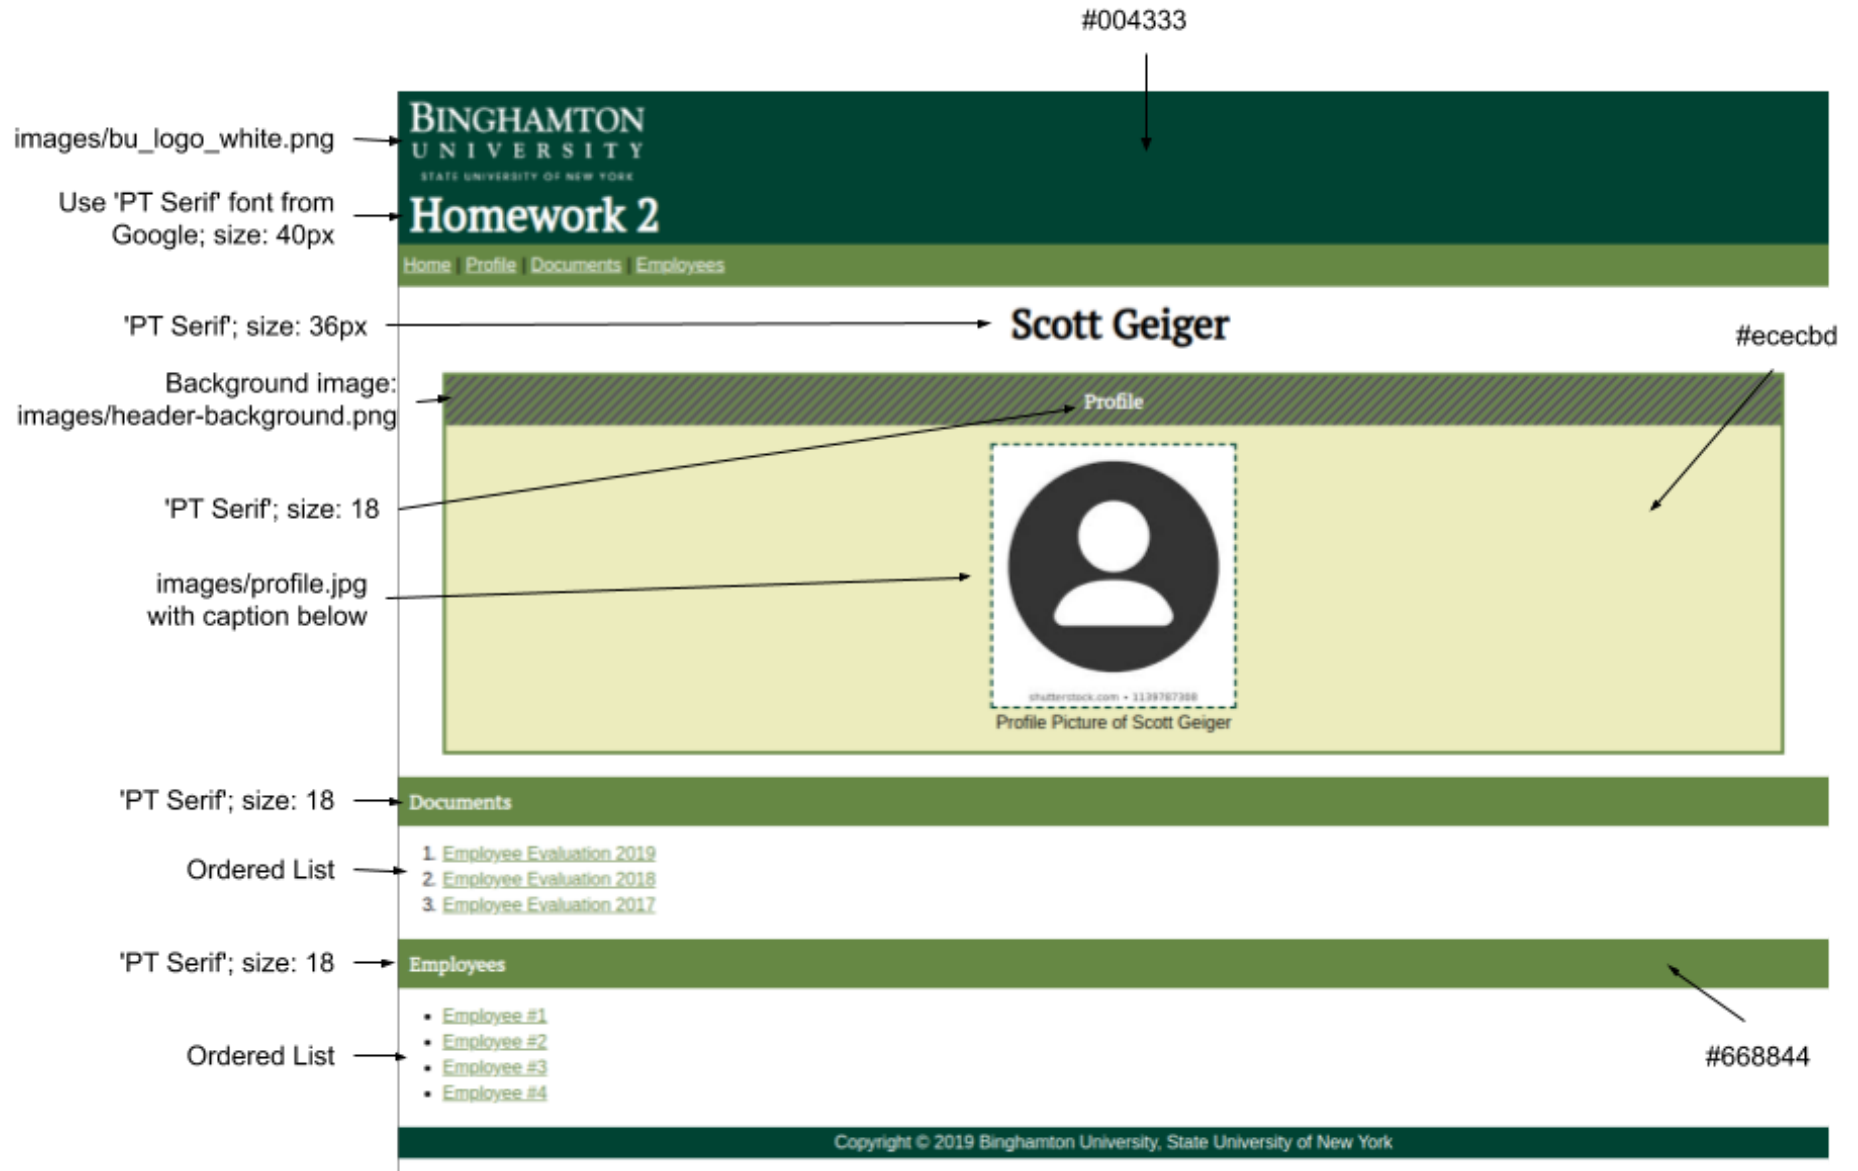 #004333
images/bu_logo_white.png
BINGHAMTON
UNIVERSITY
STATE UNIVERSITY OF NEW YORK
Use 'PT Serif' font from
Google; size: 40px
Homework 2
Home | Profile | Documents | Employees
'PT Serif'; size: 36px
Scott Geiger
#ececbd
Background image:
images/header-background.png
Profile
'PT Serif'; size: 18
images/profile.jpg
with caption below
shutterstock.com • 1139767308
Profile Picture of Scott Geiger
'PT Serif'; size: 18
Documents
Ordered List
1. Employee Evaluation 2019
2. Employee Evaluation 2018
3. Employee Evaluation 2017
'PT Serif'; size: 18
Employees
Ordered List
• Employee #1
• Employee #2
• Employee #3
• Employee #4
#668844
Copyright © 2019 Binghamton University, State University of New York